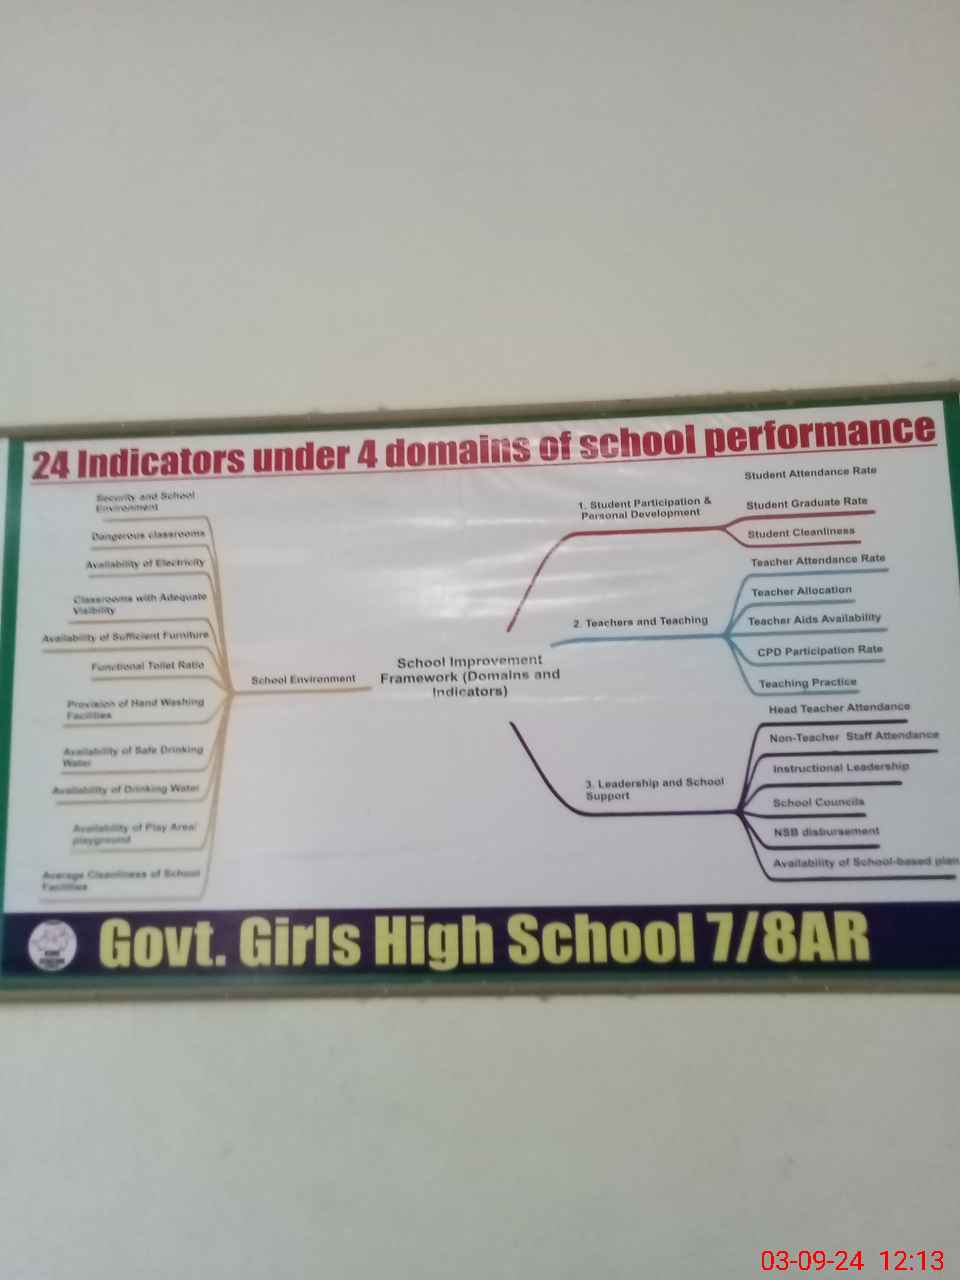 24 Indicators under 4 domains of school performance
Security and School
Environment
Dangerous classrooms
Availability of Electricity
Classrooms with Adequate
Visibility
Availability of Sufficient Furniture
Functional Toilet Ratio
Provision of Hand Washing
Facilities
Availability of Safe Drinking
Water
Availability of Drinking Water
Availability of Play Area/
playground
Average Cleanliness of School
Facilities
School Environment
School Improvement
Framework (Domains and
Indicators)
1. Student Participation &
Personal Development
Student Attendance Rate
Student Graduate Rate
Student Cleanliness
2. Teachers and Teaching
Teacher Attendance Rate
Teacher Allocation
Teacher Aids Availability
CPD Participation Rate
Teaching Practice
3. Leadership and School
Support
Head Teacher Attendance
Non-Teacher Staff Attendance
Instructional Leadership
School Councils
NSB disbursement
Availability of School-based plan
Govt. Girls High School 7/8AR
03-09-24 12:13